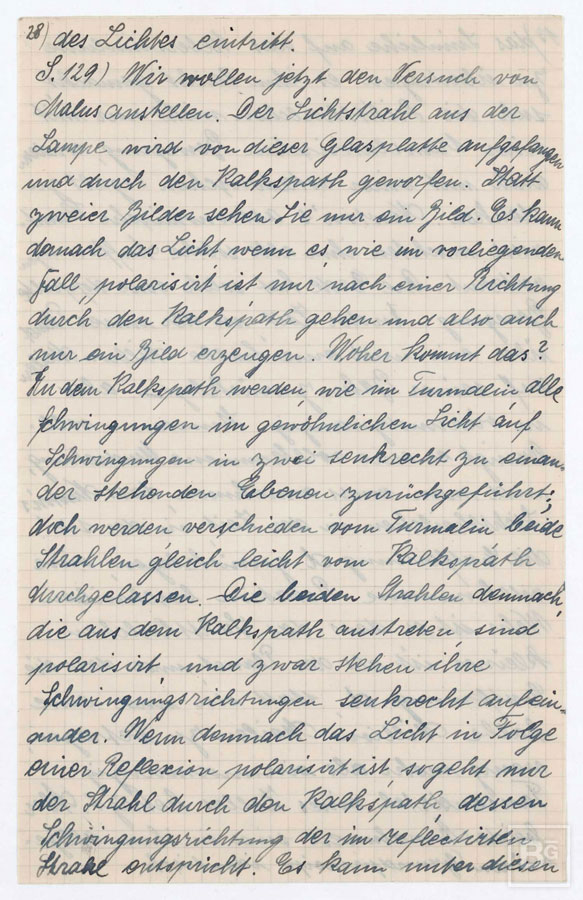 28) des Lichtes eintritt.
S. 129) Wir wollen jetzt den Versuch von
Malus anstellen. Der Lichtstrahl aus der
Lampe wird von dieser Glasplatte aufgefangen
und durch den Kalkspath geworfen. Statt
zweier Bilder sehen Sie nur ein Bild. Es kann
darnach das Licht wenn es wie im vorliegenden
Fall polarisirt ist nur nach einer Richtung
durch den Kalkspath gehen und also auch
nur ein Bild erzeugen. Woher kommt das?
In dem Kalkspath werden wie im Turmalin alle
Schwingungen im gewöhnlichen Licht auf
Schwingungen in zwei senkrecht zu einan-
der stehenden Ebenen zurückgeführt;
doch werden verschieden vom Turmalin beide
Strahlen gleich leicht vom Kalkspath
durchgelassen. Die beiden Strahlen demnach,
die aus dem Kalkspath austreten, sind
polarisirt und zwar stehen ihre
Schwingungsrichtungen senkrecht aufein-
ander. Wenn demnach das Licht in Folge
einer Reflexion polarisirt ist so geht nur
der Strahl durch den Kalkspath, dessen
Schwingungsrichtung der im reflectirten
Strahl entspricht. Es kann unter diesen